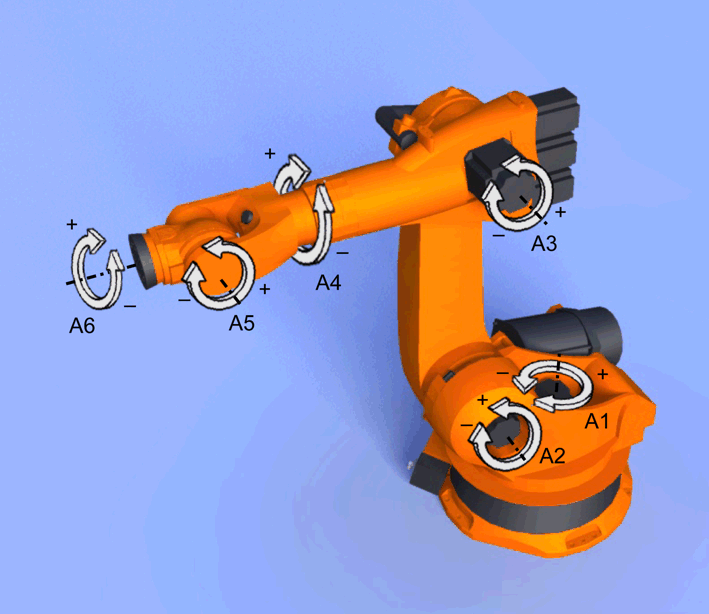 +
+
A6
–
–
+
A5
A4
–
–
+
A3
–
+
A1
+
–
A2